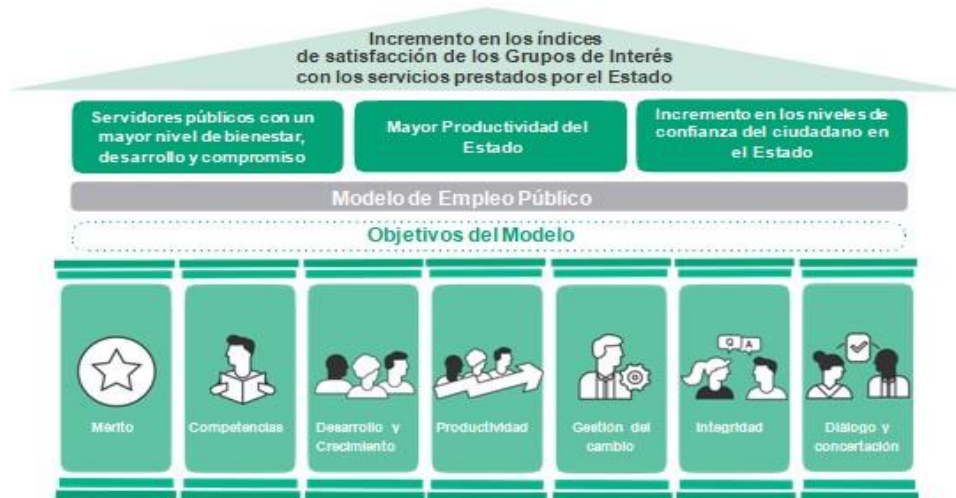 Incremento en los índices
de satisfacción de los Grupos de Interés
con los servicios prestados por el Estado
Servidores públicos con un
mayor nivel de bienestar,
desarrollo y compromiso
Mayor Productividad del
Estado
Incremento en los niveles de
confianza del ciudadano en
el Estado
Modelo de Empleo Público
Objetivos del Modelo
Mérito
Competencias
Desarrollo y
Crecimiento
Productividad
Gestión del
cambio
Q A
Integridad
Diálogo y
concertación